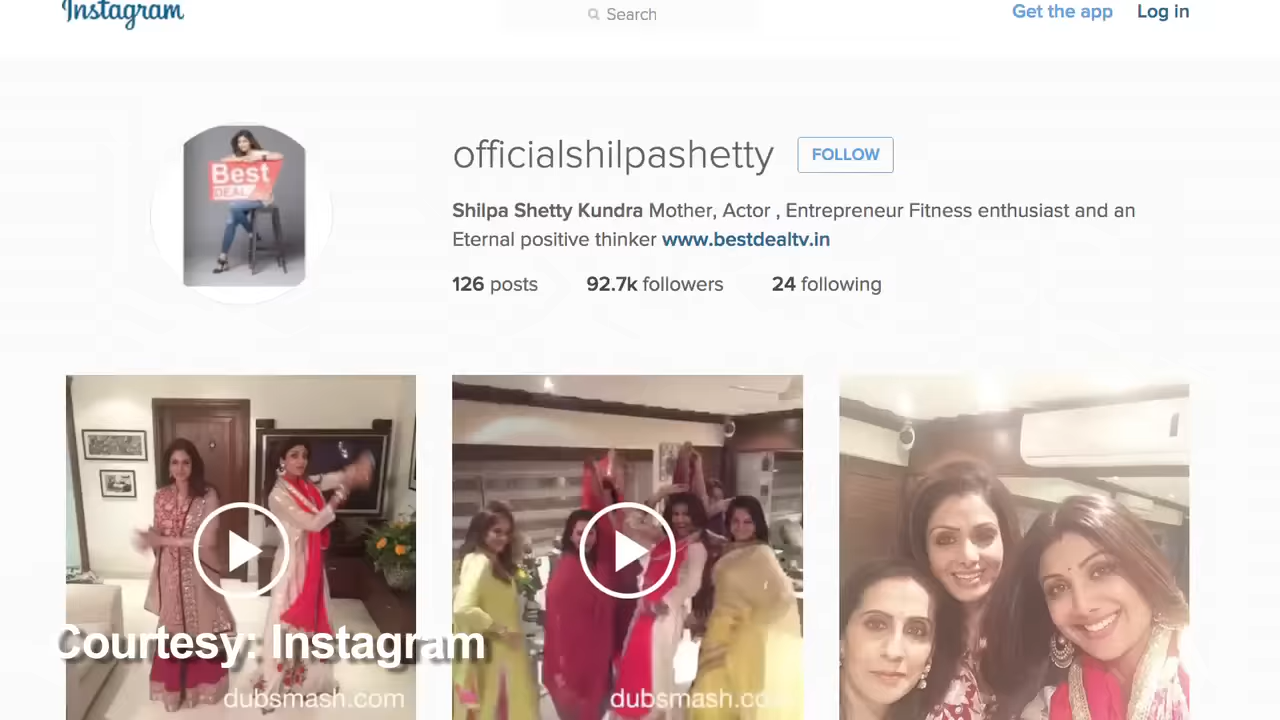 Instagram
Search
Get the app Log in
Best
DEAL
officialshilpashetty FOLLOW
Shilpa Shetty Kundra Mother, Actor , Entrepreneur Fitness enthusiast and an
Eternal positive thinker www.bestdealtv.in
126 posts 92.7k followers 24 following
Courtesy: Instagram
dubsmash.com
dubsmash.co